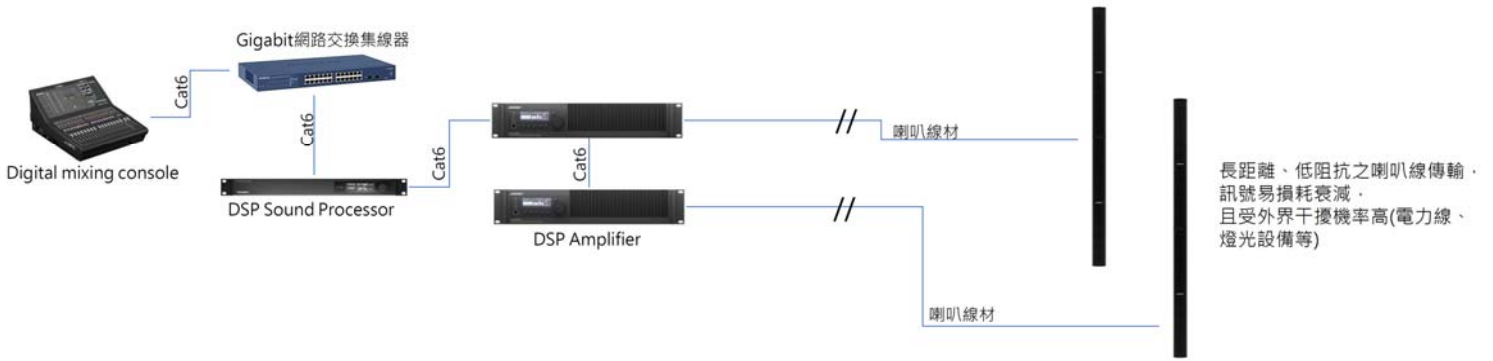 Gigabit網路交換集線器
Cat6
Cat6
Digital mixing console
DSP Sound Processor
Cat6
Cat6
DSP Amplifier
//
喇叭線材
//
喇叭線材
長距離、低阻抗之喇叭線傳輸，
訊號易損耗衰減，
且受外界干擾機率高(電力線、
燈光設備等)